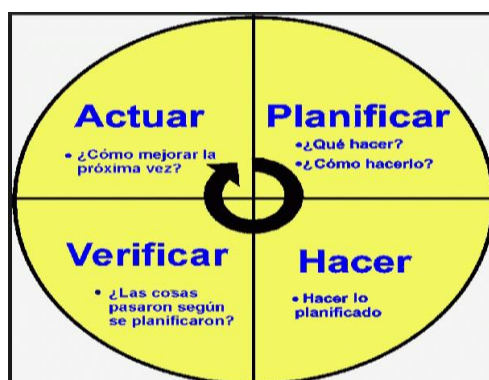 Actuar
• ¿Cómo mejorar la
próxima vez?
Planificar
•¿Qué hacer?
•¿Cómo hacerlo?
Verificar
• ¿Las cosas
pasaron según
se planificaron?
Hacer
• Hacer lo
planificado